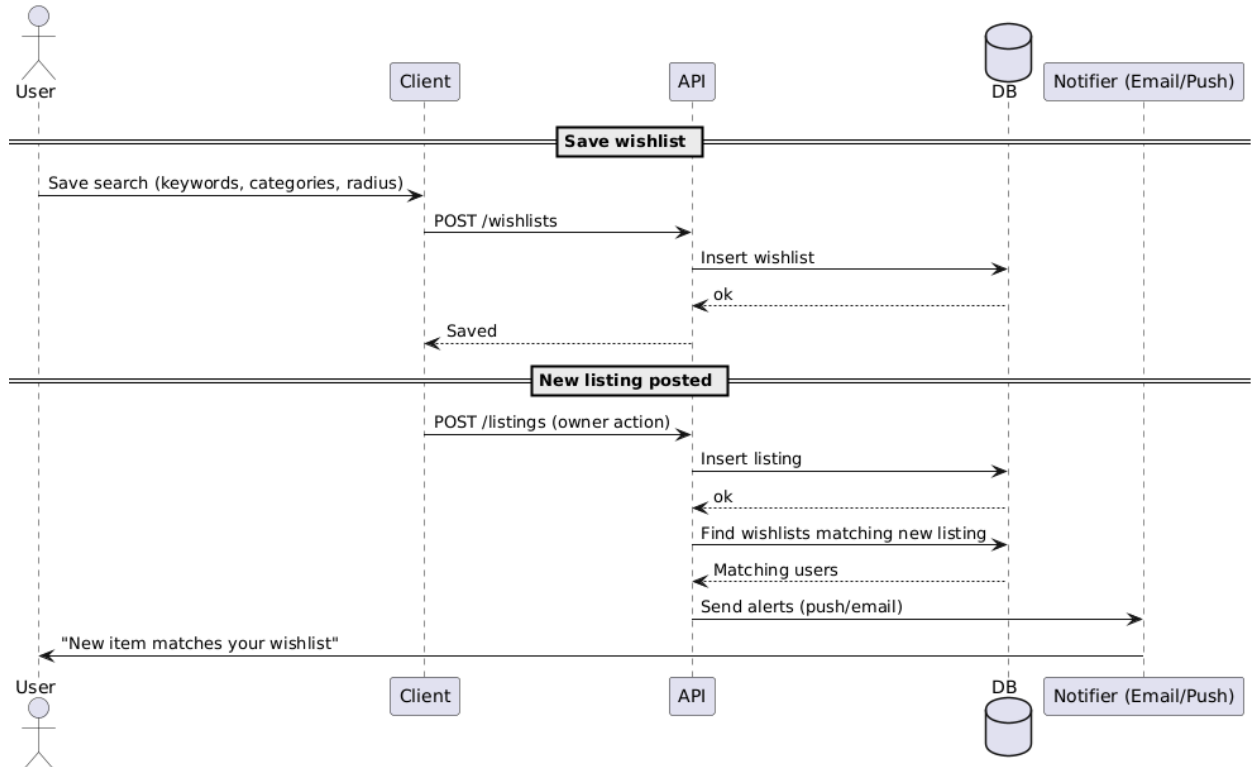 User
Client
API
DB
Notifier (Email/Push)
Save wishlist
Save search (keywords, categories, radius)
POST /wishlists
Insert wishlist
ok
Saved
New listing posted
POST /listings (owner action)
Insert listing
ok
Find wishlists matching new listing
Matching users
Send alerts (push/email)
"New item matches your wishlist"
User
Client
API
DB
Notifier (Email/Push)